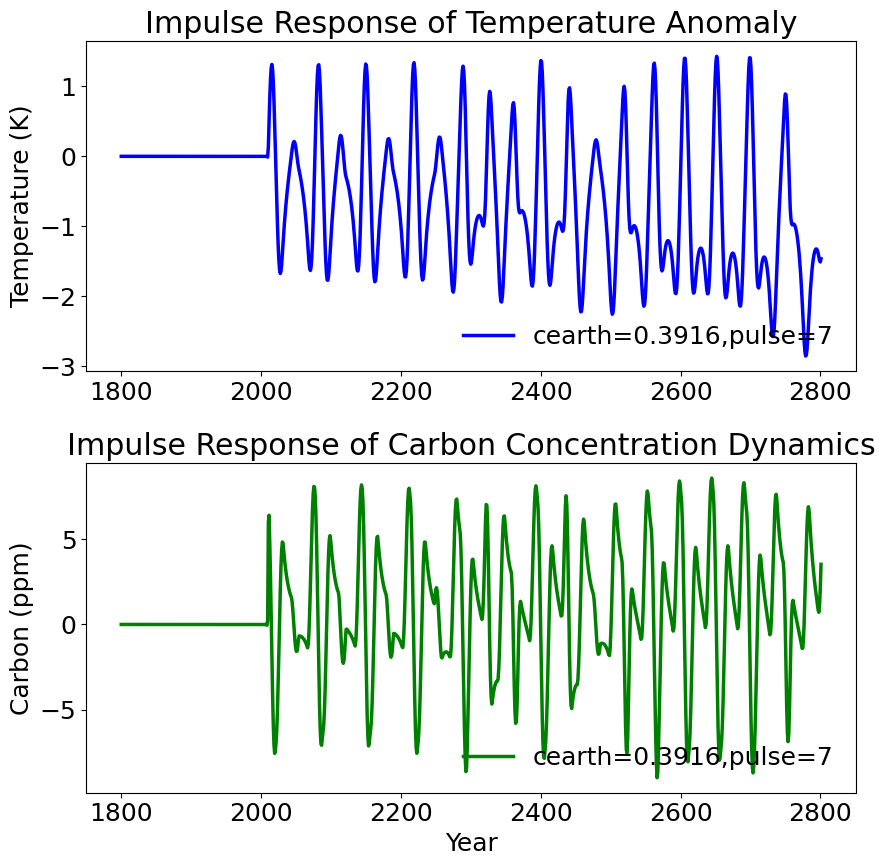 Impulse Response of Temperature Anomaly
Temperature (K)
1
0
−1
−2
−3
cearth=0.3916,pulse=7
1800 2000 2200 2400 2600 2800
Impulse Response of Carbon Concentration Dynamics
Carbon (ppm)
5
0
−5
cearth=0.3916,pulse=7
1800 2000 2200 2400 2600 2800
Year